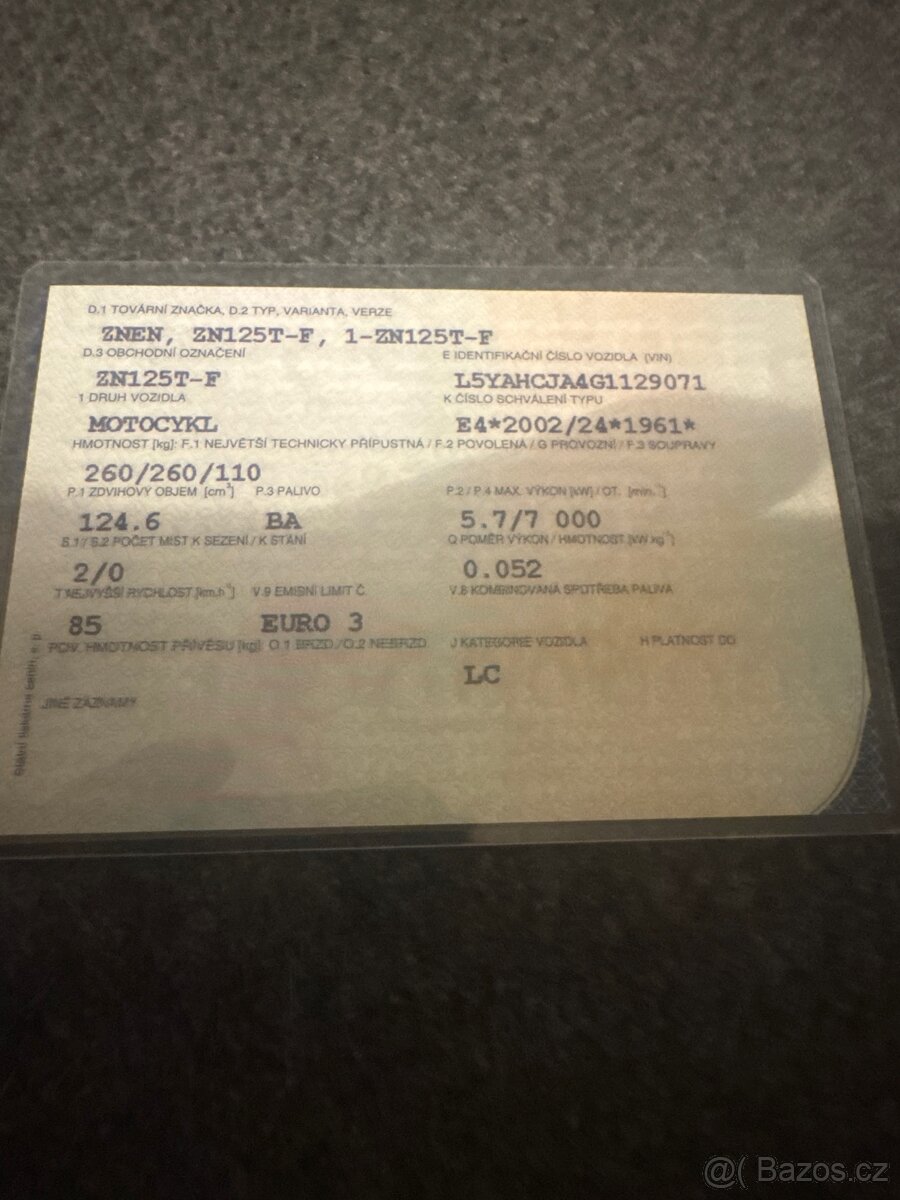 D.1 TOVÁRNÍ ZNAČKA, D.2 TYP, VARIANTA, VERZE
ZNEN, ZN125T-F, 1-ZN125T-F
D.3 OBCHODNÍ OZNAČENÍ E IDENTIFIKAČNÍ ČÍSLO VOZIDLA (VIN)
ZN125T-F L5YAHCJA4G1129071
1 DRUH VOZIDLA K ČÍSLO SCHVÁLENÍ TYPU
MOTOCYKL E4*2002/24*1961*
HMOTNOST [kg]: F.1 NEJVĚTŠÍ TECHNICKY PŘÍPUSTNÁ / F.2 POVOLENÁ / G PROVOZNÍ / F.3 SOUPRAVY
260/260/110
P.1 ZDVIHOVÝ OBJEM [cm³] P.3 PALIVO P.2 / P.4 MAX. VÝKON [kW] / OT. [min⁻¹]
124.6 BA 5.7/7 000
S.1 / S.2 POČET MÍST K SEZENÍ / K STÁNÍ Q POMĚR VÝKON / HMOTNOST [kW.kg⁻¹]
2/0 0.052
T NEJVYŠŠÍ RYCHLOST [km.h⁻¹] V.9 EMISNÍ LIMIT Č. V.8 KOMBINOVANÁ SPOTŘEBA PALIVA
85 EURO 3
POV. HMOTNOST PŘÍVĚSU [kg]: O.1 BRZD./O.2 NEBRZD. J KATEGORIE VOZIDLA H PLATNOST DO
LC
JINÉ ZÁZNAMY
Státní tiskárna cenin, s. p.
@( Bazos.cz